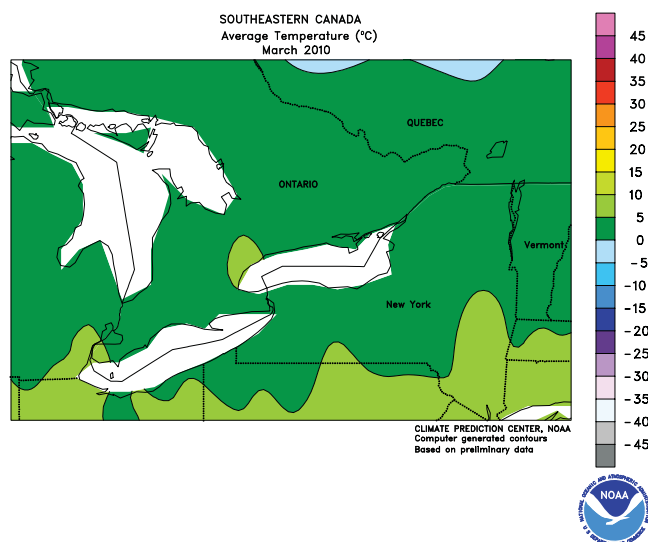 SOUTHEASTERN CANADA
Average Temperature (°C)
March 2010
QUEBEC
ONTARIO
Vermont
New York
45
40
35
30
25
20
15
10
5
0
-5
-10
-15
-20
-25
-30
-35
-40
-45
CLIMATE PREDICTION CENTER, NOAA
Computer generated contours
Based on preliminary data
NOAA